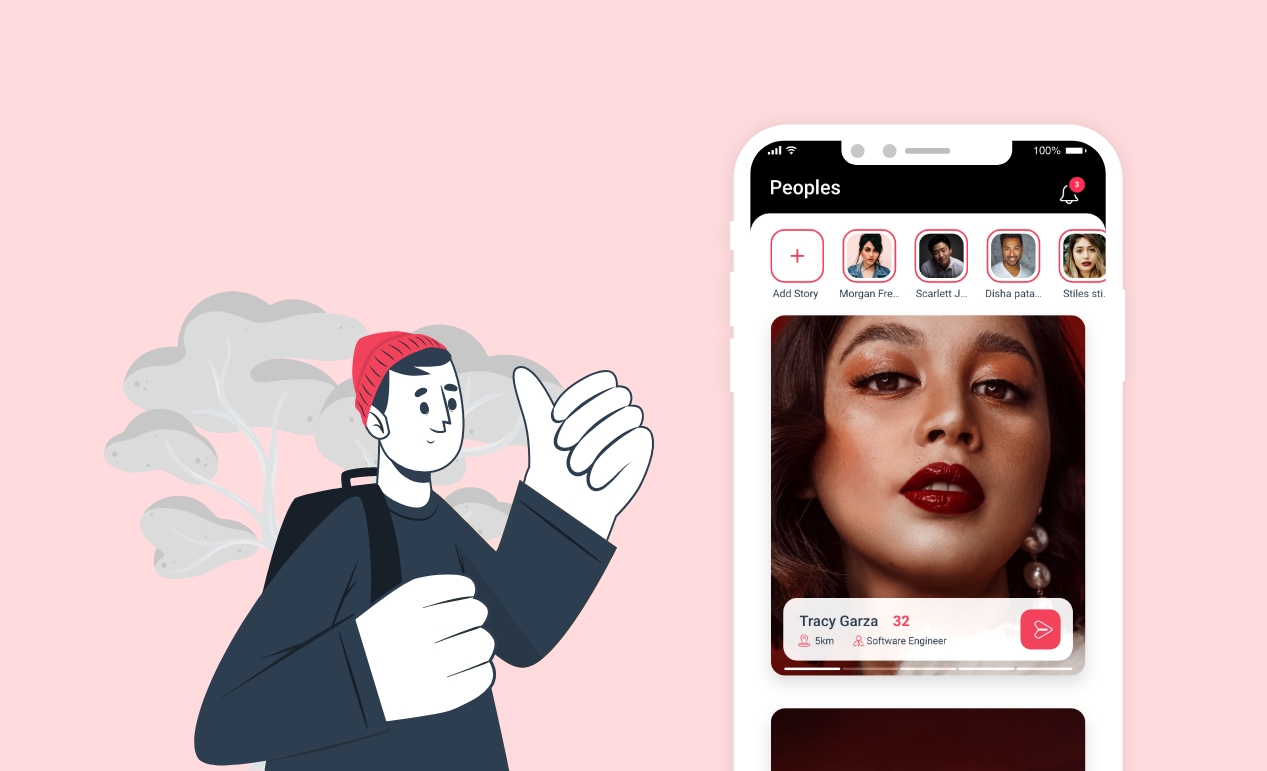 100%
Peoples
3
Add Story
Morgan Fre...
Scarlett J...
Disha pata...
Stiles sti.
Tracy Garza 32
5km Software Engineer